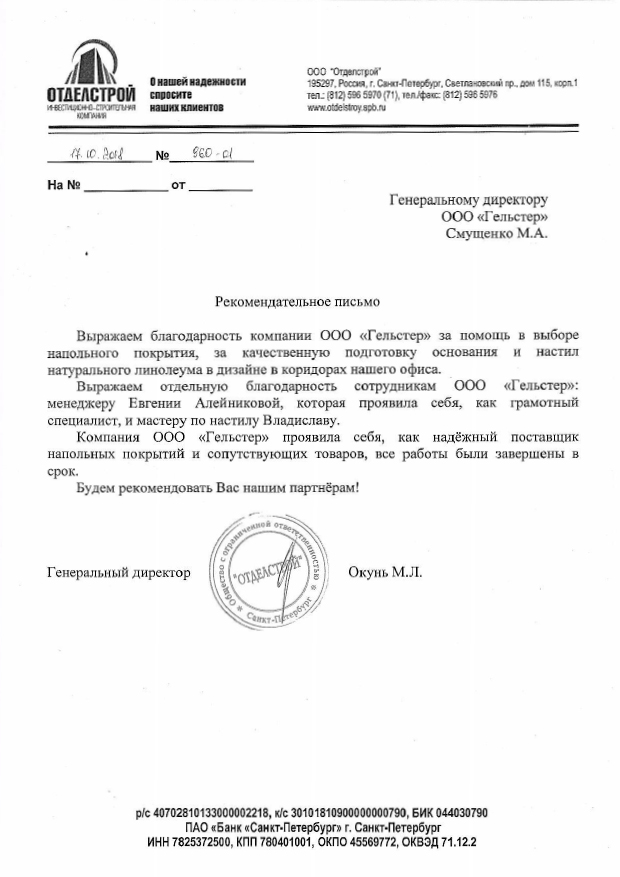 ОТДЕЛСТРОЙ
ИНВЕСТИЦИОННО-СТРОИТЕЛЬНАЯ
КОМПАНИЯ
О нашей надежности
спросите
наших клиентов
ООО "Отделстрой"
195297, Россия, г. Санкт-Петербург, Светлановский пр., дом 115, корп.1
тел.: (812) 596 5970 (71), тел./факс: (812) 596 5976
www.otdelstroy.spb.ru
17.10.2018 № 960-01
На № ____________ от _________
Генеральному директору
ООО «Гельстер»
Смущенко М.А.
Рекомендательное письмо
Выражаем благодарность компании ООО «Гельстер» за помощь в выборе
напольного покрытия, за качественную подготовку основания и настил
натурального линолеума в дизайне в коридорах нашего офиса.
Выражаем отдельную благодарность сотрудникам ООО «Гельстер»:
менеджеру Евгении Алейниковой, которая проявила себя, как грамотный
специалист, и мастеру по настилу Владиславу.
Компания ООО «Гельстер» проявила себя, как надёжный поставщик
напольных покрытий и сопутствующих товаров, все работы были завершены в
срок.
Будем рекомендовать Вас нашим партнёрам!
Генеральный директор
Общество с ограниченной ответственностью
"ОТДЕЛСТРОЙ"
Санкт-Петербург
Окунь М.Л.
р/с 40702810133000002218, к/с 30101810900000000790, БИК 044030790
ПАО «Банк «Санкт-Петербург» г. Санкт-Петербург
ИНН 7825372500, КПП 780401001, ОКПО 45569772, ОКВЭД 71.12.2